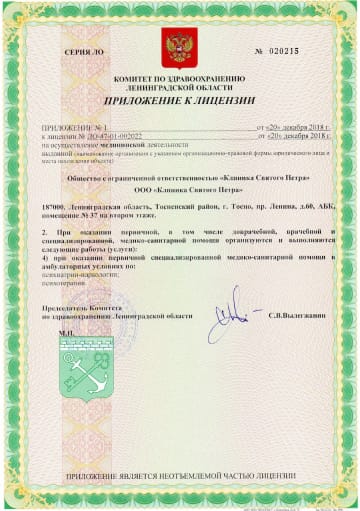 СЕРИЯ ЛО
№ 020215
КОМИТЕТ ПО ЗДРАВООХРАНЕНИЮ
ЛЕНИНГРАДСКОЙ ОБЛАСТИ
ПРИЛОЖЕНИЕ К ЛИЦЕНЗИИ
ПРИЛОЖЕНИЕ № 1 от «20» декабря 2018 г.
к лицензии № ЛО-47-01-002022 от «20» декабря 2018 г.
на осуществление медицинской деятельности
выданной (наименование организации с указанием организационно-правовой формы юридического лица и
места нахождения объекта)
Общество с ограниченной ответственностью «Клиника Святого Петра»
ООО «Клиника Святого Петра»
187000, Ленинградская область, Тосненский район, г. Тосно, пр. Ленина, д.60, АБК,
помещение № 37 на втором этаже.
2. При оказании первичной, в том числе доврачебной, врачебной и
специализированной, медико-санитарной помощи организуются и выполняются
следующие работы (услуги):
4) при оказании первичной специализированной медико-санитарной помощи в
амбулаторных условиях по:
психиатрии-наркологии;
психотерапии.
Председатель Комитета
по здравоохранению Ленинградской области
С.В.Вылегжанин
М.П.
ПРИЛОЖЕНИЕ ЯВЛЯЕТСЯ НЕОТЪЕМЛЕМОЙ ЧАСТЬЮ ЛИЦЕНЗИИ